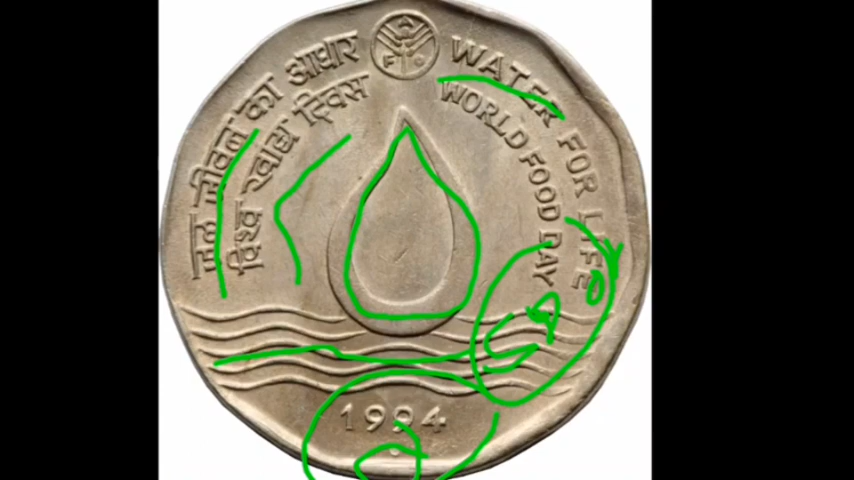 जल जीवन का आधार
विश्व खाद्य दिवस
FAO
WATER FOR LIFE
WORLD FOOD DAY
1994